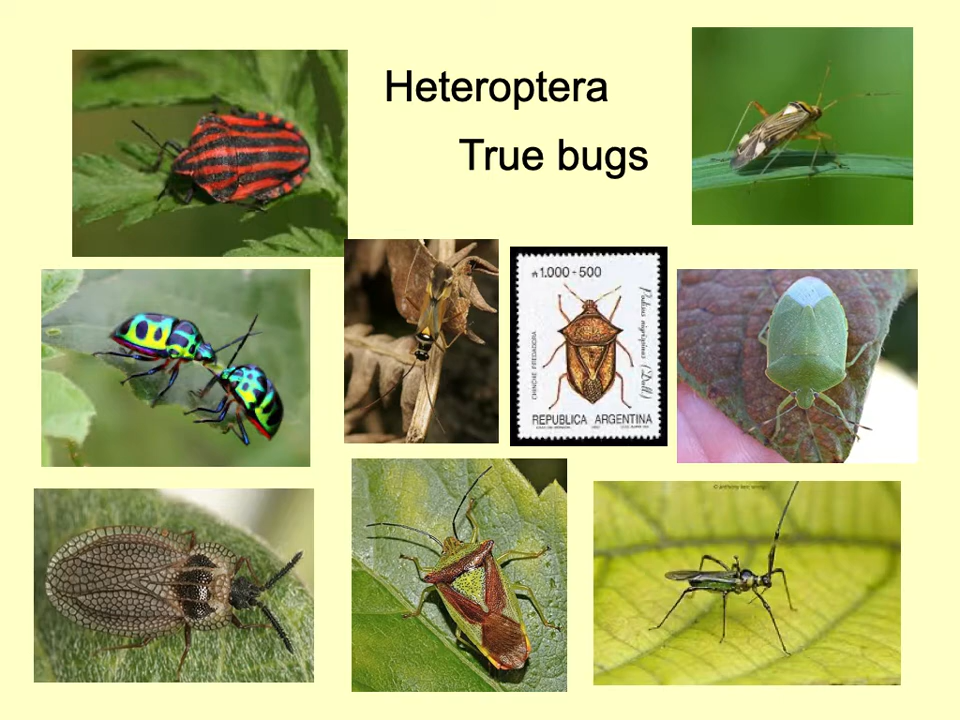 Heteroptera
True bugs
₳1.000 - 500
CHINCHE PREDADORA
REPUBLICA ARGENTINA